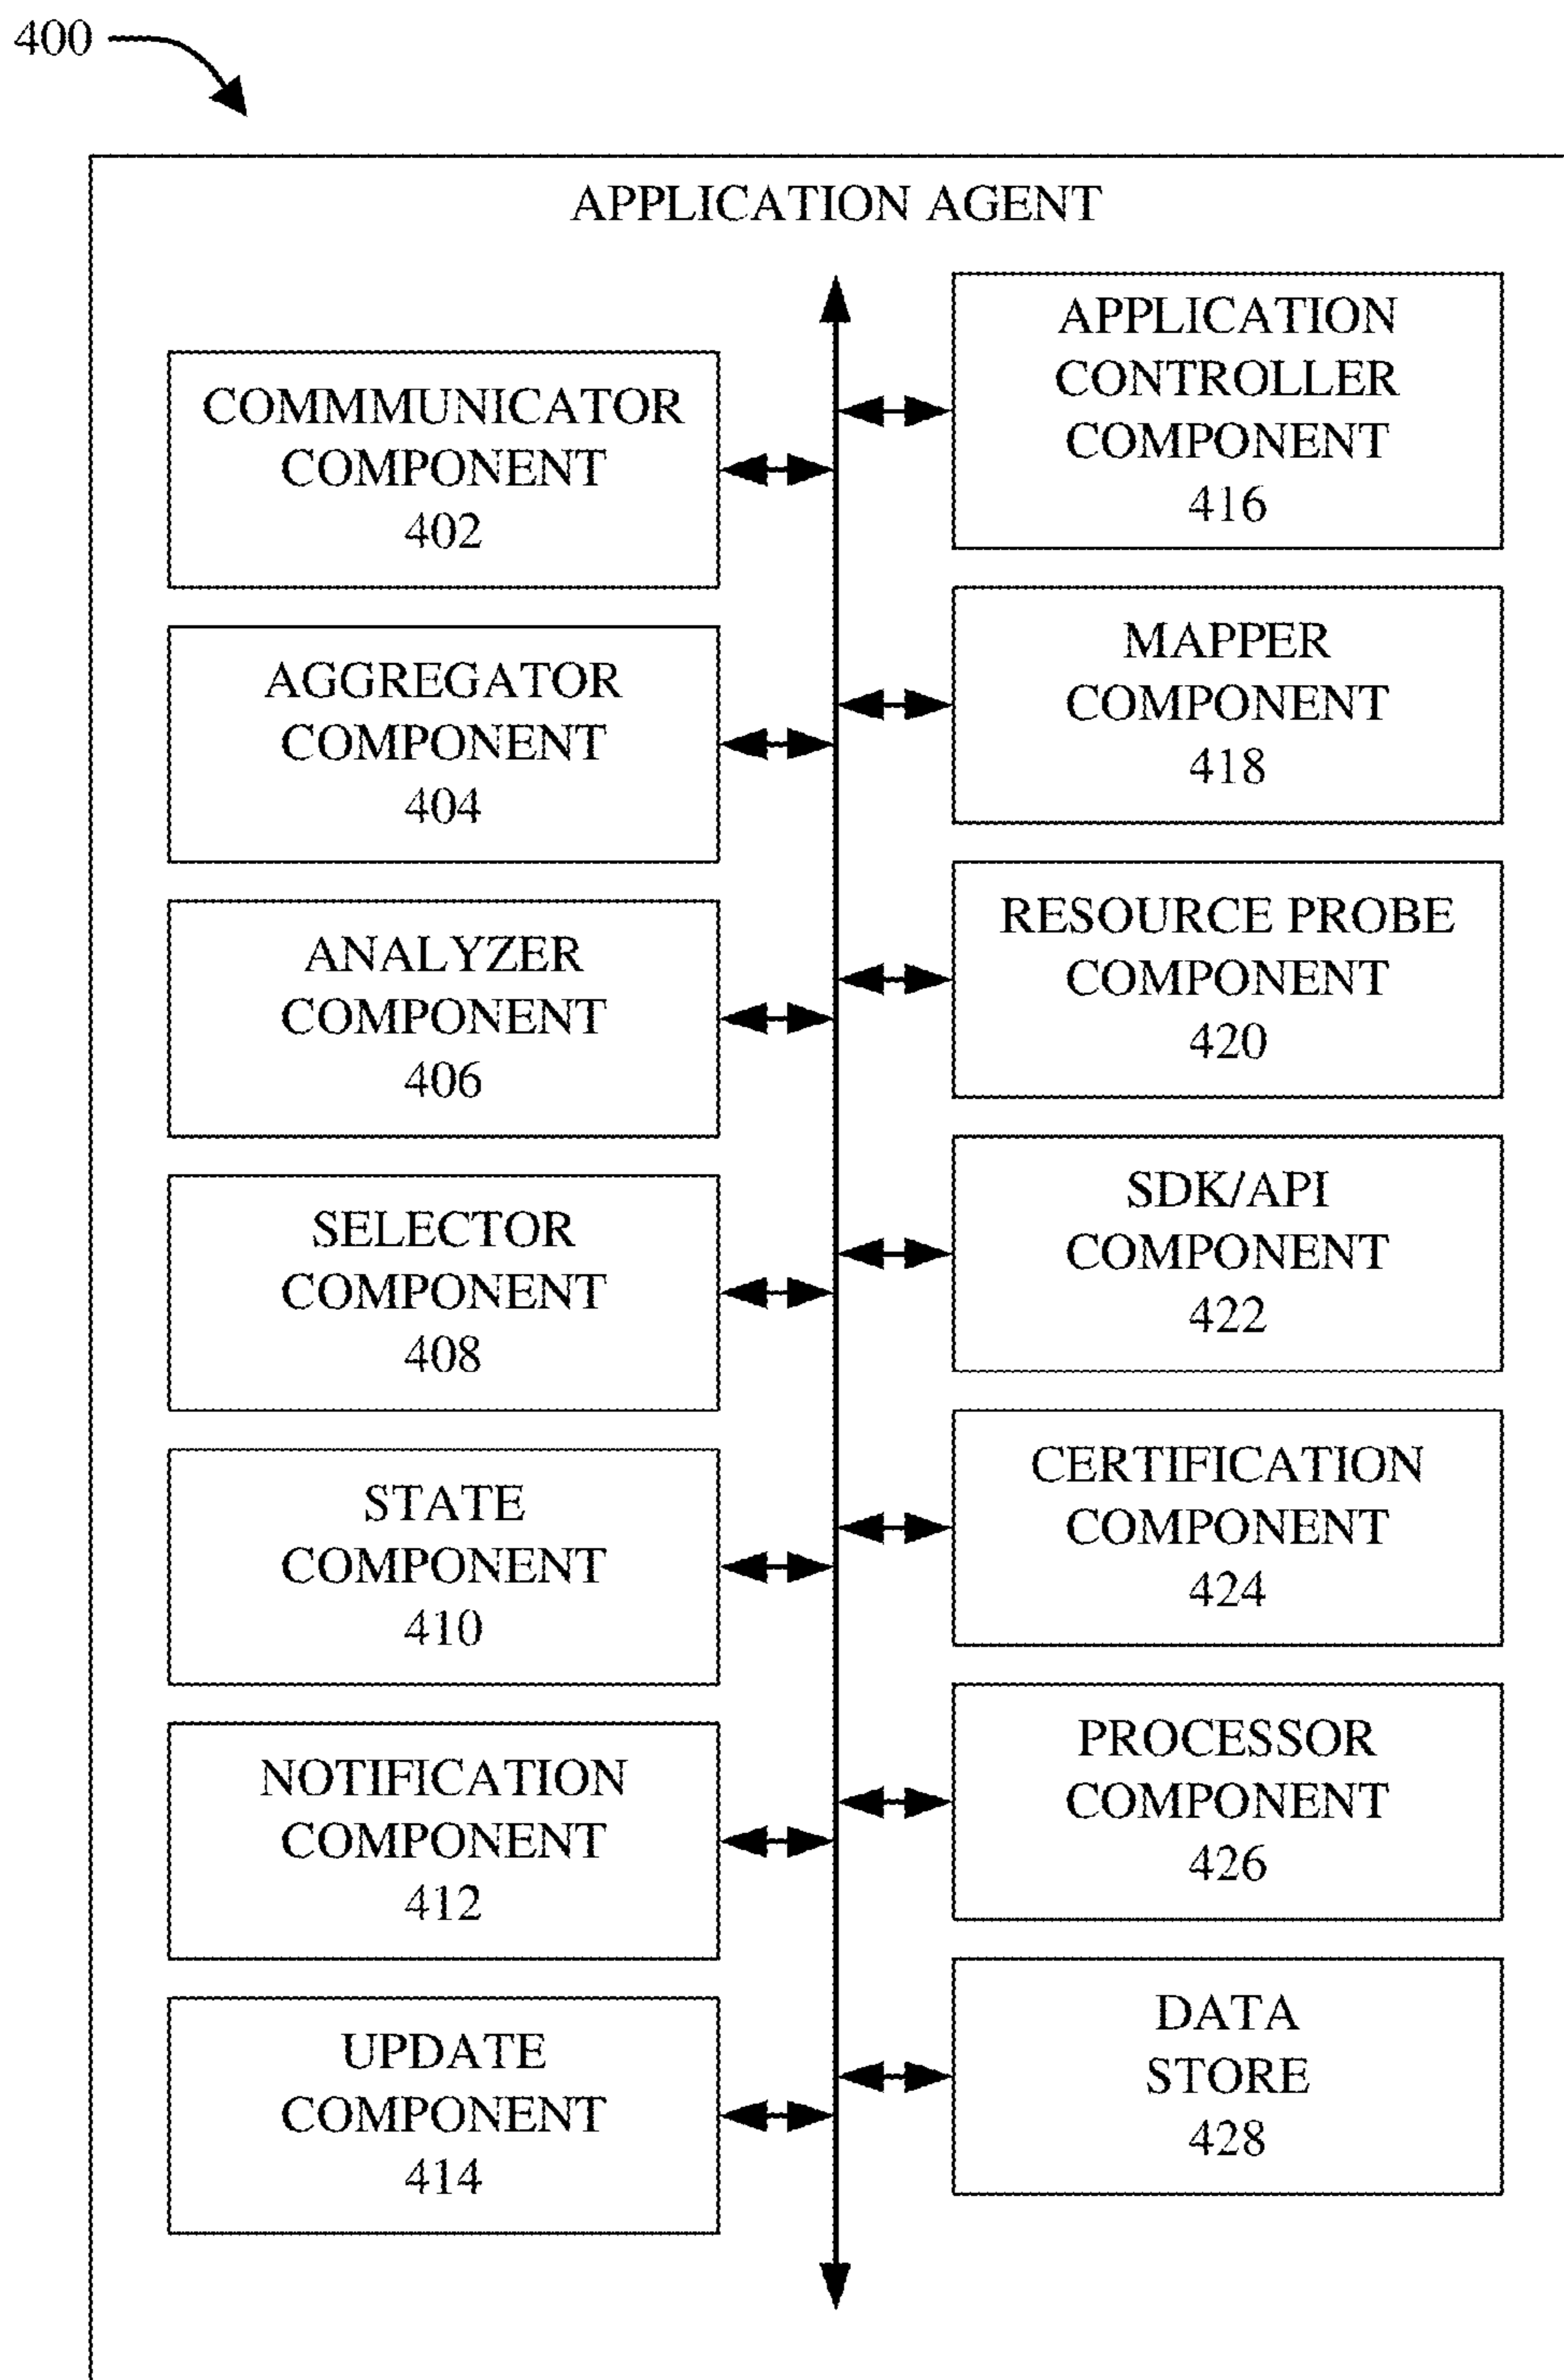 400
APPLICATION AGENT
COMMMUNICATOR
COMPONENT
402
AGGREGATOR
COMPONENT
404
ANALYZER
COMPONENT
406
SELECTOR
COMPONENT
408
STATE
COMPONENT
410
NOTIFICATION
COMPONENT
412
UPDATE
COMPONENT
414
APPLICATION
CONTROLLER
COMPONENT
416
MAPPER
COMPONENT
418
RESOURCE PROBE
COMPONENT
420
SDK/API
COMPONENT
422
CERTIFICATION
COMPONENT
424
PROCESSOR
COMPONENT
426
DATA
STORE
428